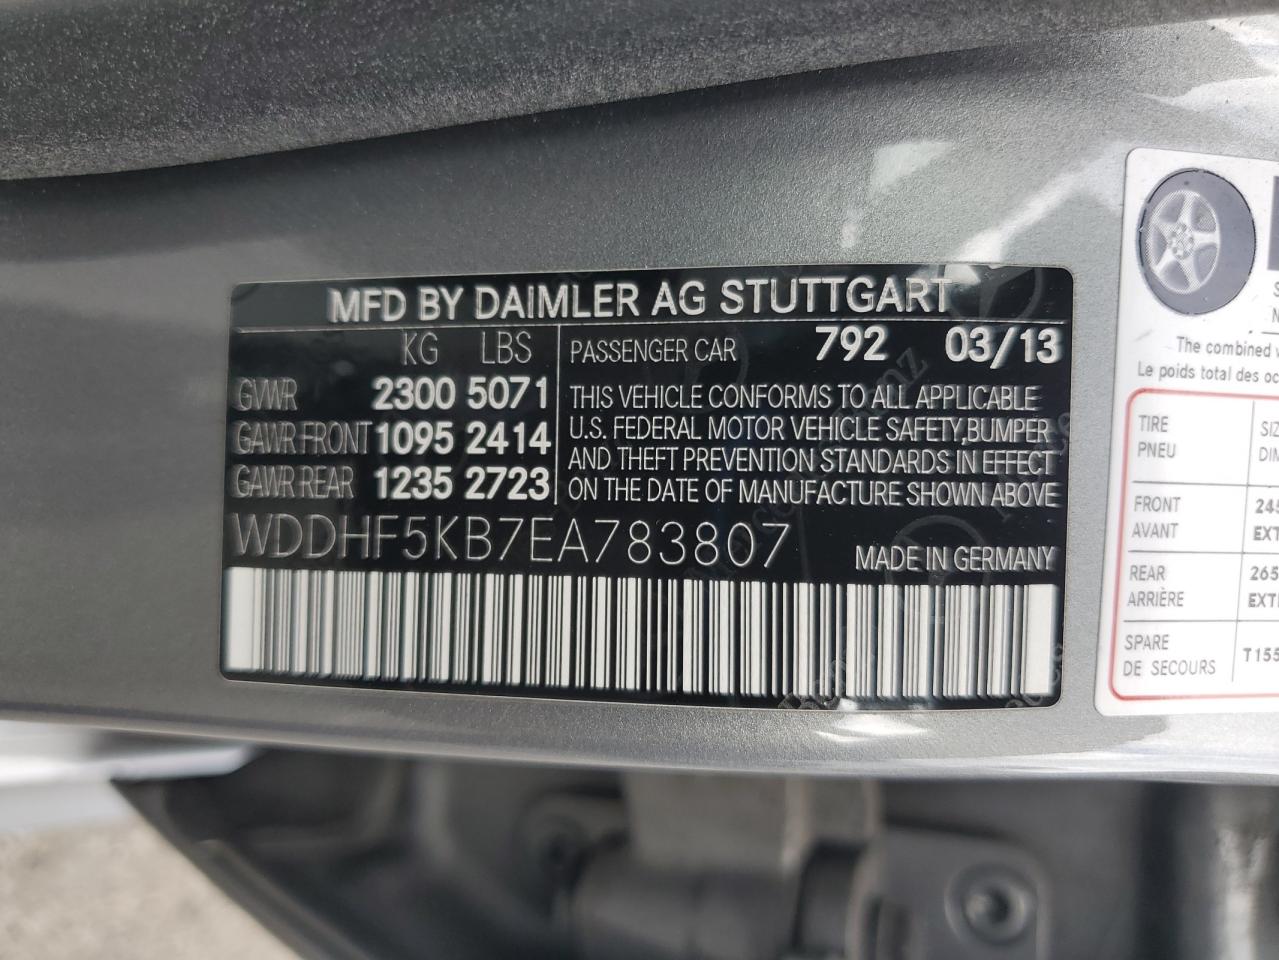 MFD BY DAIMLER AG STUTTGART
KG LBS
GVWR 2300 5071
GAWR FRONT 1095 2414
GAWR REAR 1235 2723
PASSENGER CAR 792 03/13
THIS VEHICLE CONFORMS TO ALL APPLICABLE
U.S. FEDERAL MOTOR VEHICLE SAFETY,BUMPER
AND THEFT PREVENTION STANDARDS IN EFFECT
ON THE DATE OF MANUFACTURE SHOWN ABOVE
WDDHF5KB7EA783807
MADE IN GERMANY
The combined
Le poids total des
TIRE
PNEU
FRONT
AVANT
REAR 265
ARRIÈRE
SPARE
DE SECOURS
T155